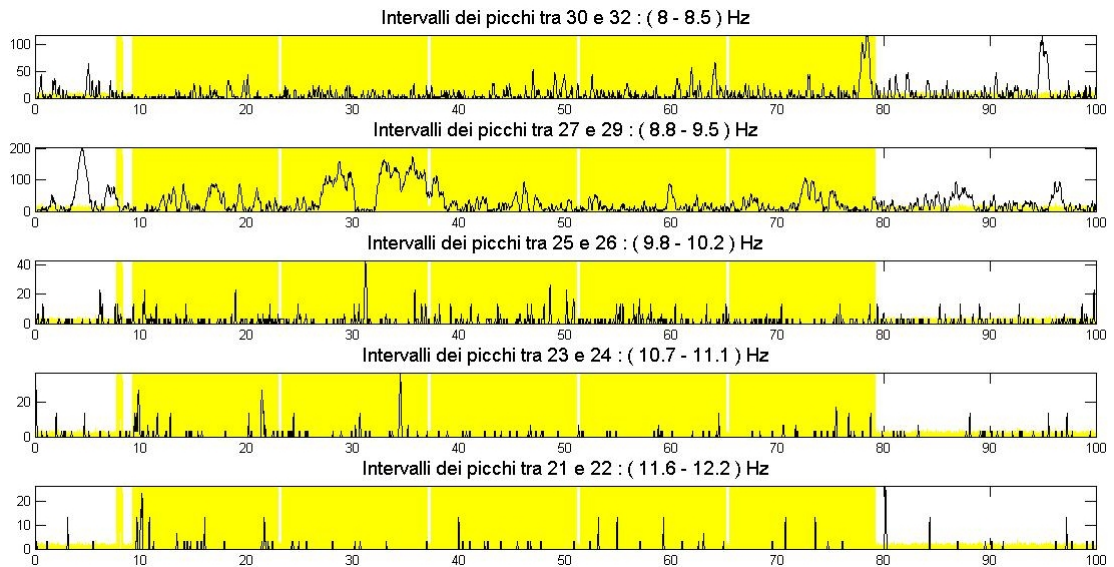 Intervalli dei picchi tra 30 e 32 : ( 8 - 8.5 ) Hz
100
50
0
0 10 20 30 40 50 60 70 80 90 100
Intervalli dei picchi tra 27 e 29 : ( 8.8 - 9.5 ) Hz
200
100
0
0 10 20 30 40 50 60 70 80 90 100
Intervalli dei picchi tra 25 e 26 : ( 9.8 - 10.2 ) Hz
40
20
0
0 10 20 30 40 50 60 70 80 90 100
Intervalli dei picchi tra 23 e 24 : ( 10.7 - 11.1 ) Hz
20
0
0 10 20 30 40 50 60 70 80 90 100
Intervalli dei picchi tra 21 e 22 : ( 11.6 - 12.2 ) Hz
20
10
0
0 10 20 30 40 50 60 70 80 90 100